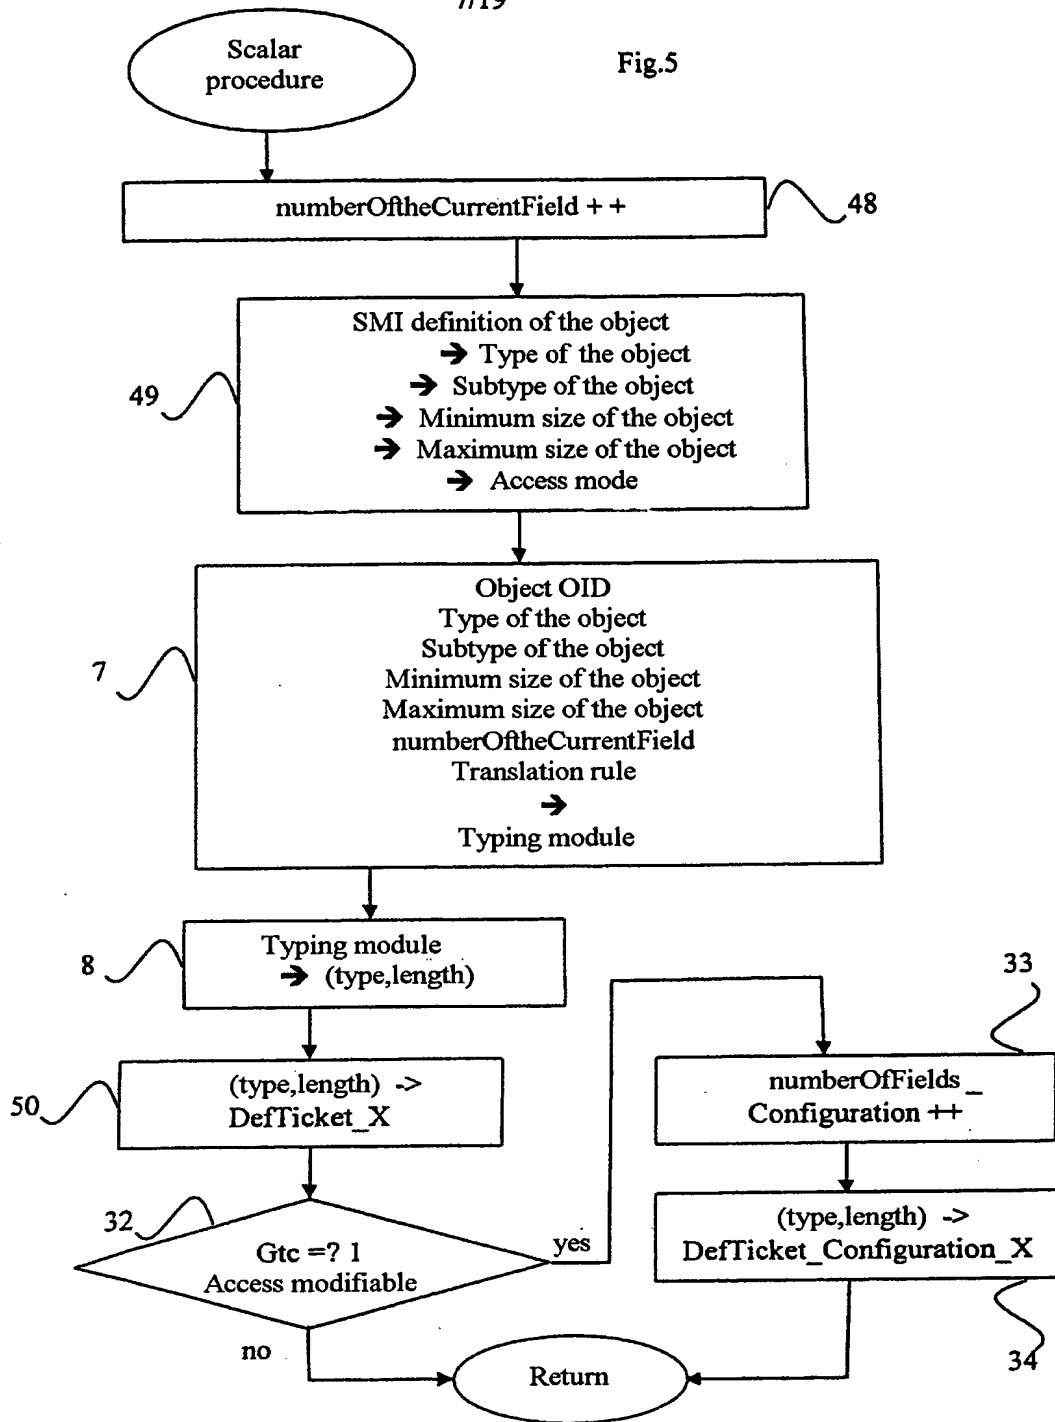 7/19
Scalar
procedure
Fig.5
numberOftheCurrentField + +
48
SMI definition of the object
➔ Type of the object
➔ Subtype of the object
➔ Minimum size of the object
➔ Maximum size of the object
➔ Access mode
49
Object OID
Type of the object
Subtype of the object
Minimum size of the object
Maximum size of the object
numberOftheCurrentField
Translation rule
➔
Typing module
7
Typing module
➔ (type,length)
8
(type,length) ->
DefTicket_X
50
32
Gtc =? 1
Access modifiable
yes
no
33
numberOfFields_
Configuration ++
(type,length) ->
DefTicket_Configuration_X
34
Return